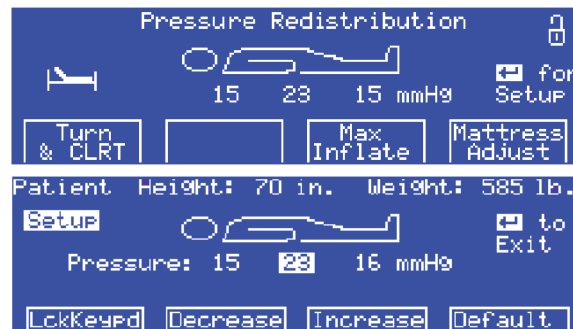 Pressure Redistribution
↵ for
15 23 15 mmHg Setup
Turn Max Mattress
& CLRT Inflate Adjust
Patient Height: 70 in. Weight: 585 lb.
Setup ↵ to
Exit
Pressure: 15 23 16 mmHg
LckKeypd Decrease Increase Default